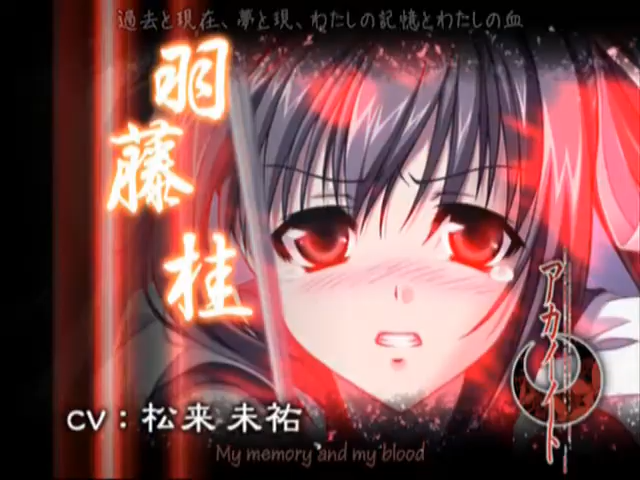 過去と現在、夢と現、わたしの記憶とわたしの血
羽藤 桂
アカイイト
CV：松来 未祐
My memory and my blood